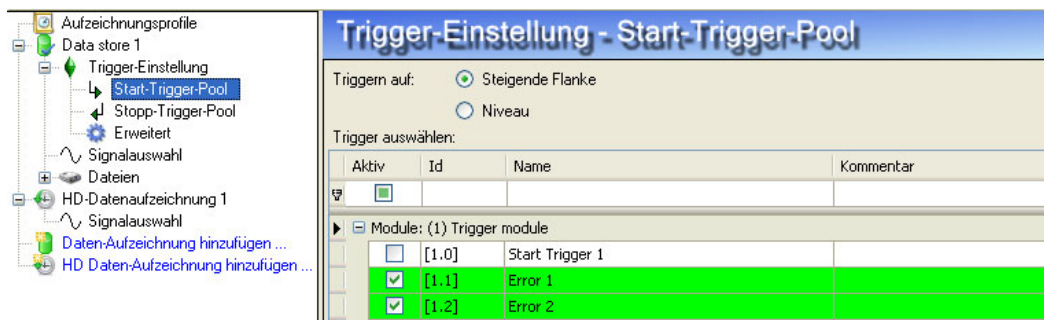 Aufzeichnungsprofile
Data store 1
Trigger-Einstellung
Start-Trigger-Pool
Stopp-Trigger-Pool
Erweitert
Signalauswahl
Dateien
HD-Datenaufzeichnung 1
Signalauswahl
Daten-Aufzeichnung hinzufügen ...
HD Daten-Aufzeichnung hinzufügen ...
Trigger-Einstellung - Start-Trigger-Pool
Triggern auf: Steigende Flanke
Niveau
Trigger auswählen:
Aktiv Id Name Kommentar
Module: (1) Trigger module
[1.0] Start Trigger 1
[1.1] Error 1
[1.2] Error 2